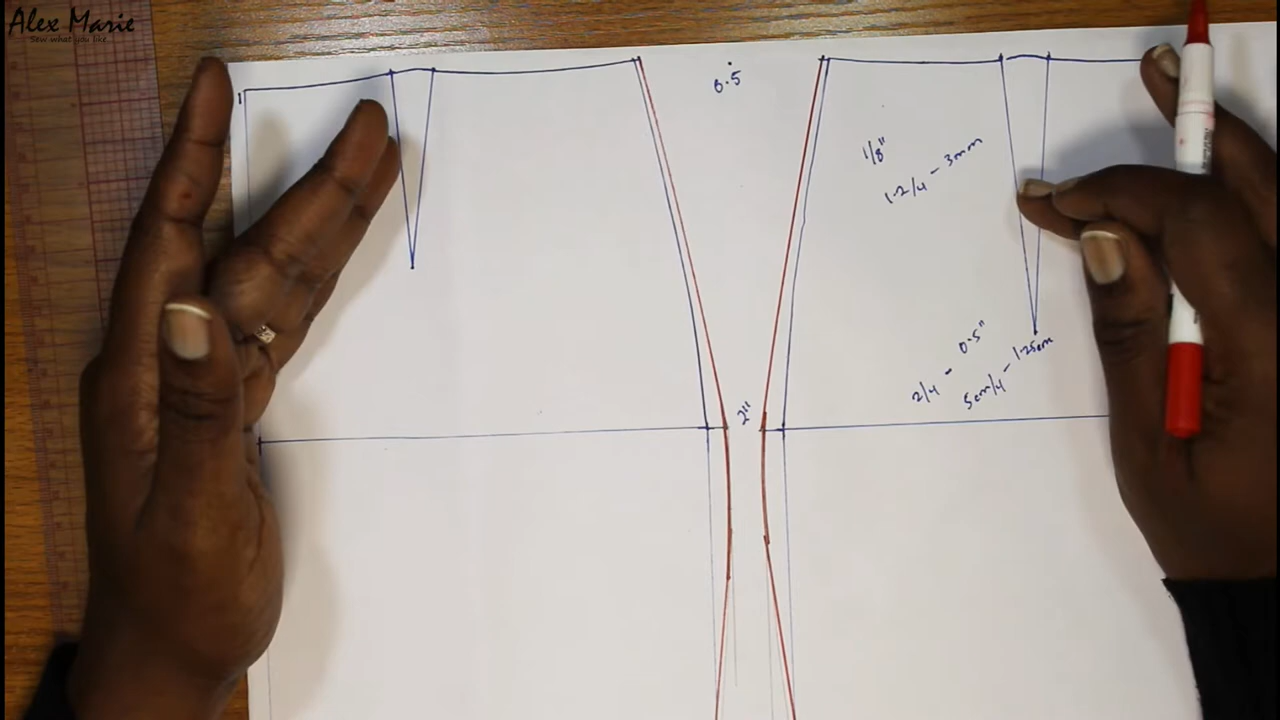 Alex Marie
Sew what you like..
0.5
1/8"
1.2/4 - 3mm
2"
2/4 - 0.5"
5cm/4 - 1.25cm